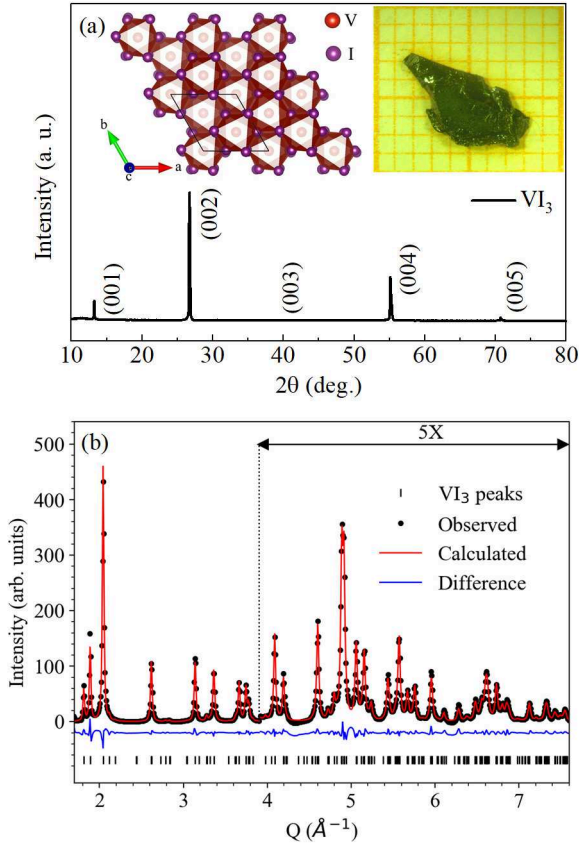 (a)
V
I
b
c
a
VI₃
(001)
(002)
(003)
(004)
(005)
Intensity (a. u.)
10 20 30 40 50 60 70 80
2θ (deg.)
(b)
5X
VI₃ peaks
Observed
Calculated
Difference
Intensity (arb. units)
500
400
300
200
100
0
2 3 4 5 6 7
Q (Å⁻¹)